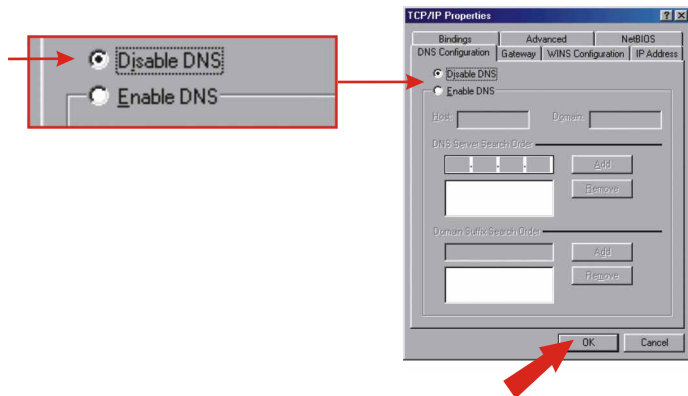 Disable DNS
Enable DNS
TCP/IP Properties
Bindings Advanced NetBIOS
DNS Configuration Gateway WINS Configuration IP Address
Disable DNS
Enable DNS
Host: Domain:
DNS Server Search Order
Add
Remove
Domain Suffix Search Order
Add
Remove
OK Cancel